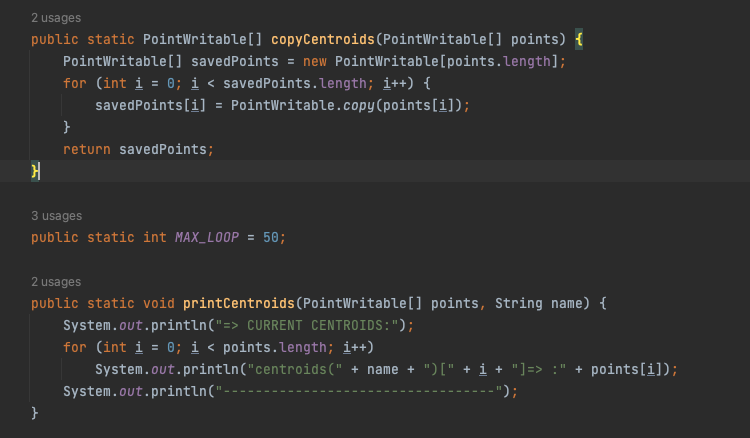 2 usages
public static PointWritable[] copyCentroids(PointWritable[] points) {
    PointWritable[] savedPoints = new PointWritable[points.length];
    for (int i = 0; i < savedPoints.length; i++) {
        savedPoints[i] = PointWritable.copy(points[i]);
    }
    return savedPoints;
}
3 usages
public static int MAX_LOOP = 50;
2 usages
public static void printCentroids(PointWritable[] points, String name) {
    System.out.println("=> CURRENT CENTROIDS:");
    for (int i = 0; i < points.length; i++)
        System.out.println("centroids(" + name + ")[" + i + "]=> :" + points[i]);
    System.out.println("----------------------------------");
}